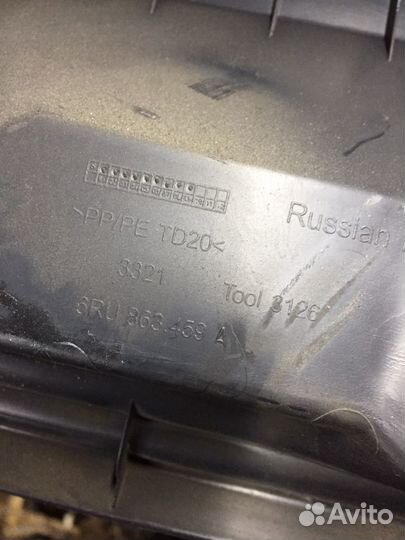 Russian
>PP/PE TD20<
3321
Tool 3126
6RU 863.459 A
Avito